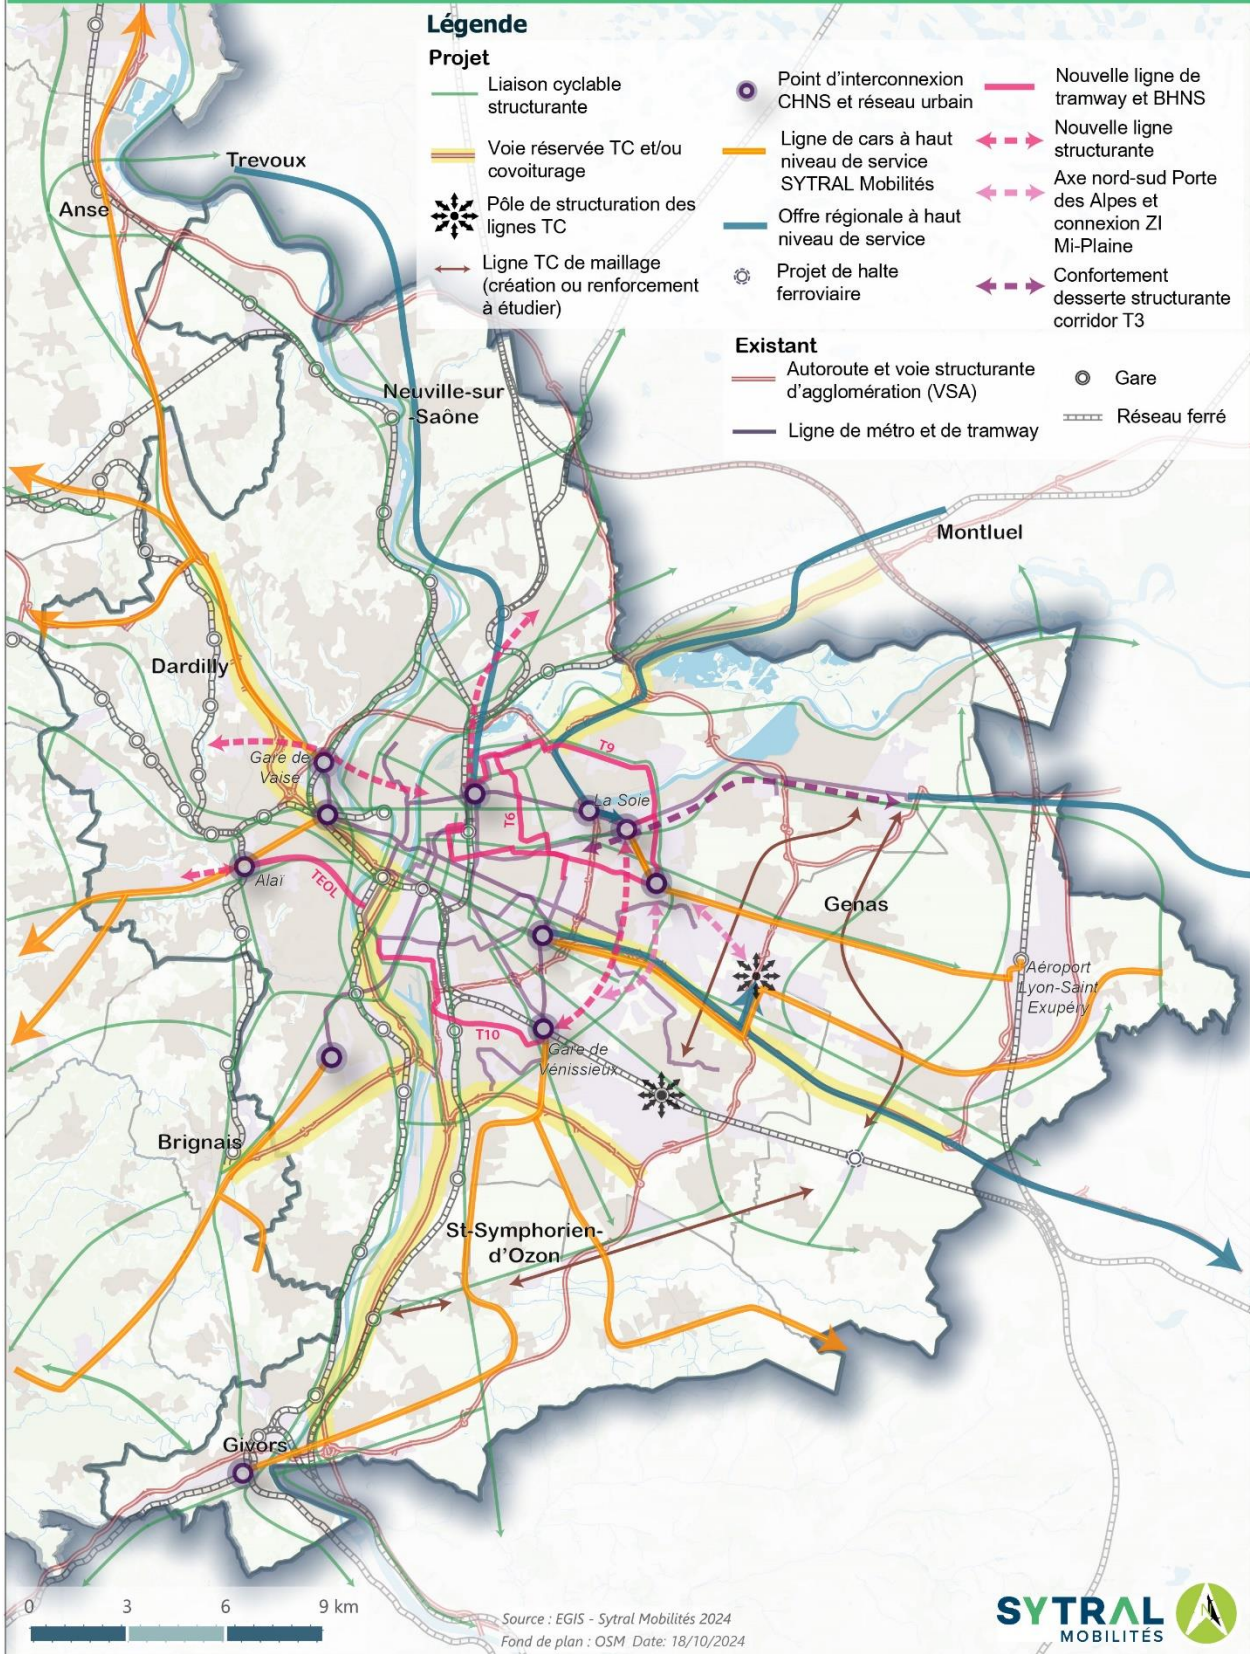 Légende
Projet
Liaison cyclable
structurante
Voie réservée TC et/ou
covoiturage
Pôle de structuration des
lignes TC
Ligne TC de maillage
(création ou renforcement
à étudier)
Point d'interconnexion
CHNS et réseau urbain
Ligne de cars à haut
niveau de service
SYTRAL Mobilités
Offre régionale à haut
niveau de service
Projet de halte
ferroviaire
Nouvelle ligne de
tramway et BHNS
Nouvelle ligne
structurante
Axe nord-sud Porte
des Alpes et
connexion ZI
Mi-Plaine
Confortement
desserte structurante
corridor T3
Existant
Autoroute et voie structurante
d'agglomération (VSA)
Ligne de métro et de tramway
Gare
Réseau ferré
Trevoux
Anse
Neuville-sur
-Saône
Montluel
Dardilly
Gare de
Vaise
T9
La Soie
T6
Alaï
TEOL
Genas
Aéroport
Lyon-Saint
Exupéry
T10
Gare de
Vénissieux
Brignais
St-Symphorien-
d'Ozon
Givors
0 3 6 9 km
Source : EGIS - Sytral Mobilités 2024
Fond de plan : OSM Date: 18/10/2024
SYTRAL
MOBILITÉS
N